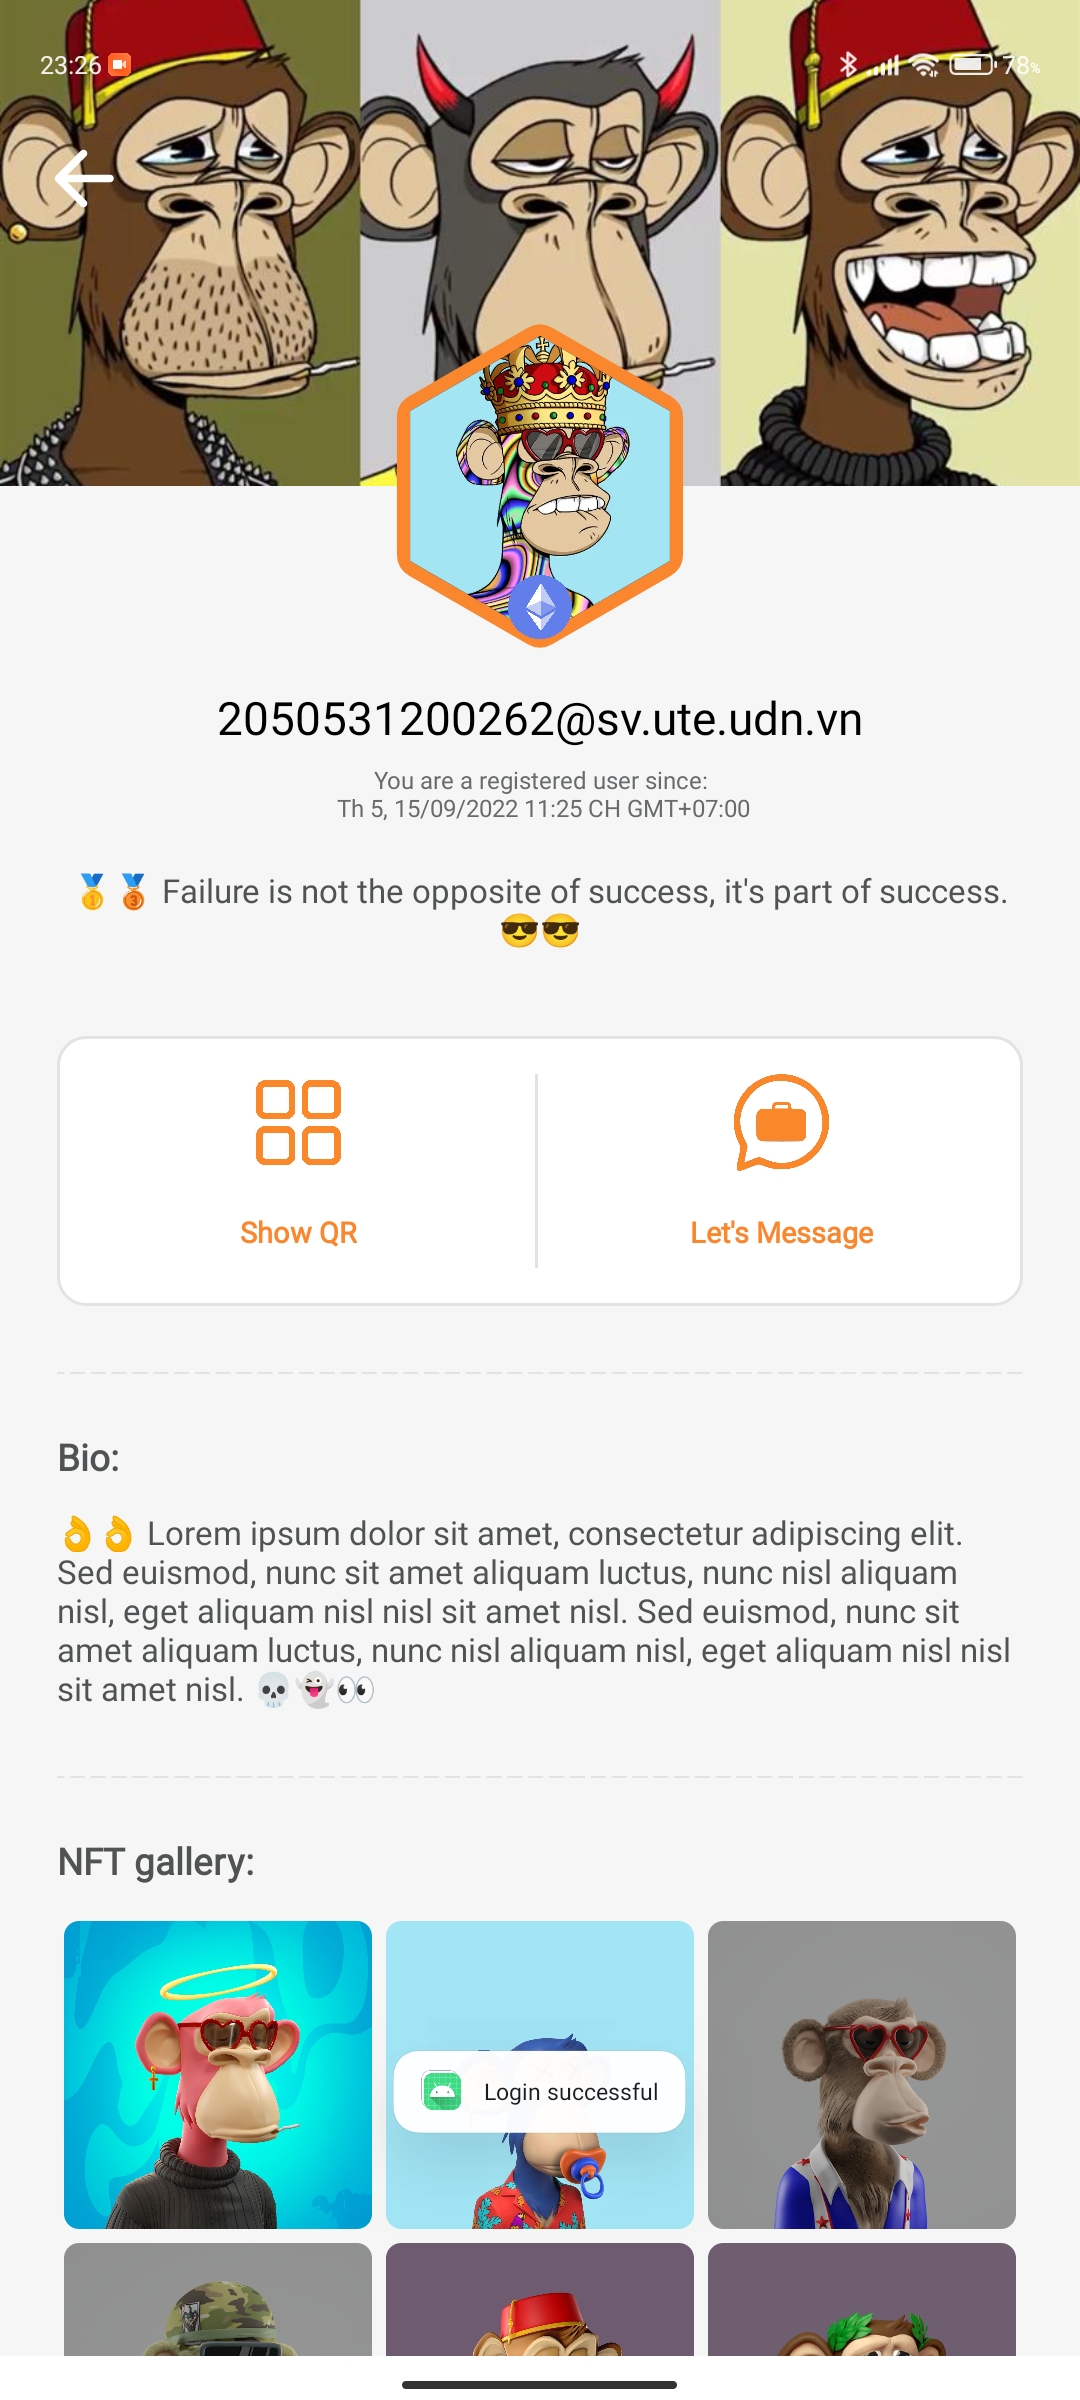 23:26
78%
2050531200262@sv.ute.udn.vn
You are a registered user since:
Th 5, 15/09/2022 11:25 CH GMT+07:00
🥇🥉 Failure is not the opposite of success, it's part of success.
😎😎
Show QR
Let's Message
Bio:
👌👌 Lorem ipsum dolor sit amet, consectetur adipiscing elit.
Sed euismod, nunc sit amet aliquam luctus, nunc nisl aliquam
nisl, eget aliquam nisl nisl sit amet nisl. Sed euismod, nunc sit
amet aliquam luctus, nunc nisl aliquam nisl, eget aliquam nisl nisl
sit amet nisl. 💀👻👀
NFT gallery:
Login successful